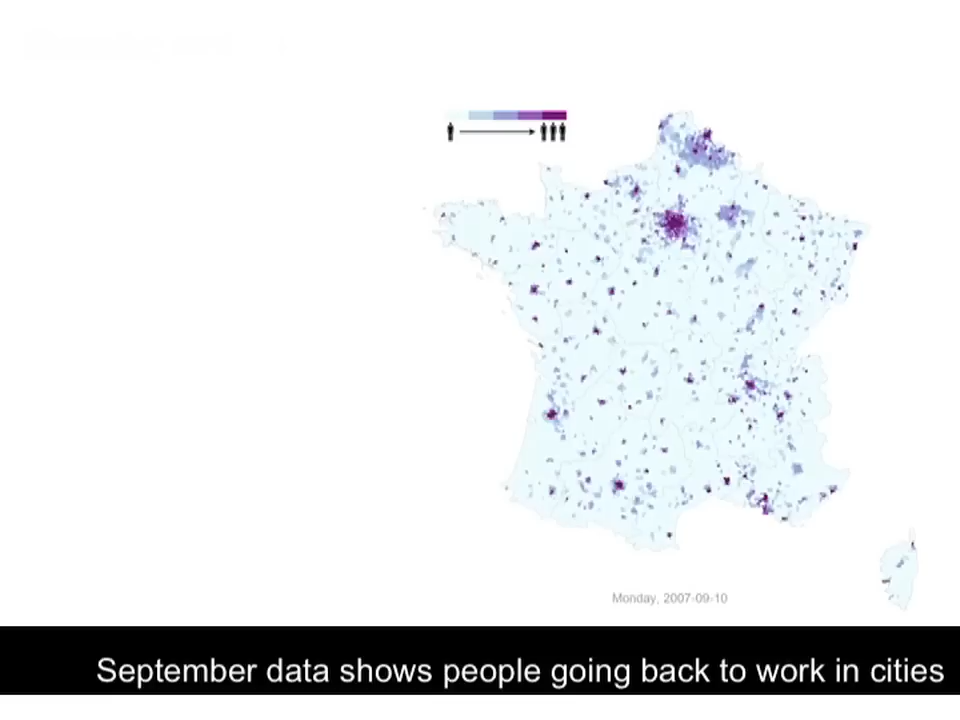 Monday, 2007-09-10
September data shows people going back to work in cities